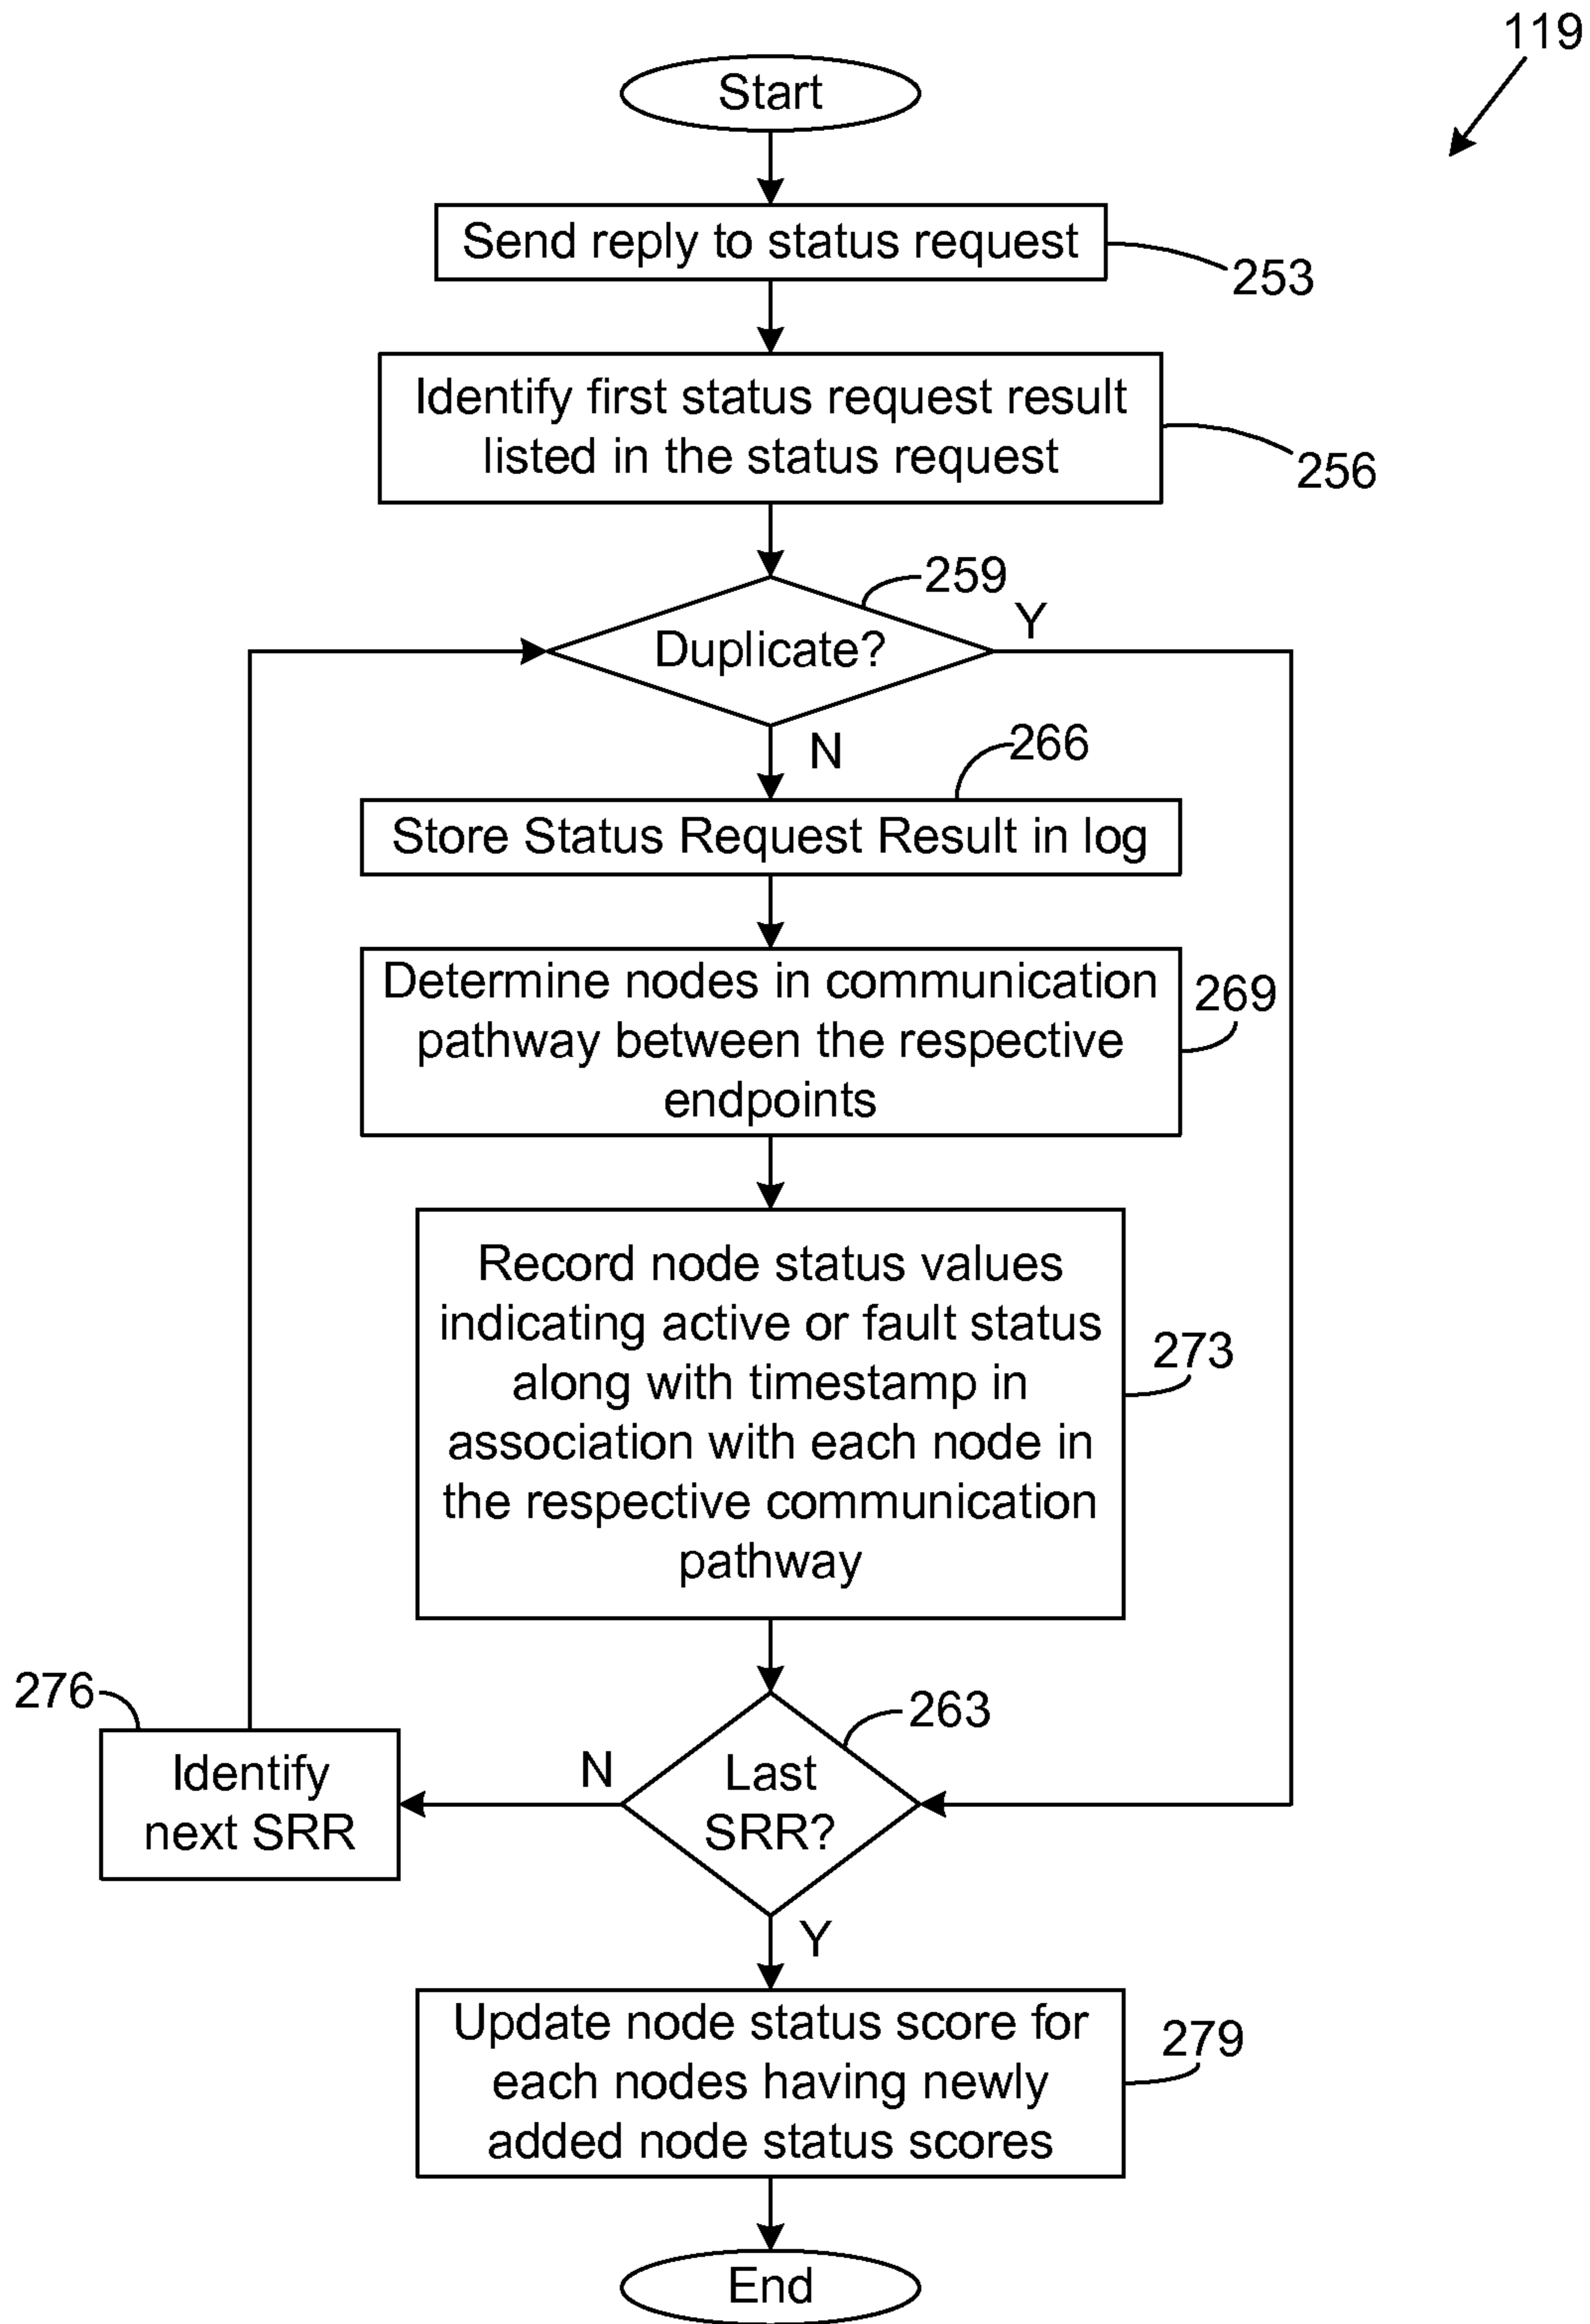 119
Start
Send reply to status request
253
Identify first status request result
listed in the status request
256
259
Y
Duplicate?
N
266
Store Status Request Result in log
Determine nodes in communication
pathway between the respective
endpoints
269
Record node status values
indicating active or fault status
along with timestamp in
association with each node in
the respective communication
pathway
273
276
263
Identify
next SRR
N
Last
SRR?
Y
Update node status score for
each nodes having newly
added node status scores
279
End